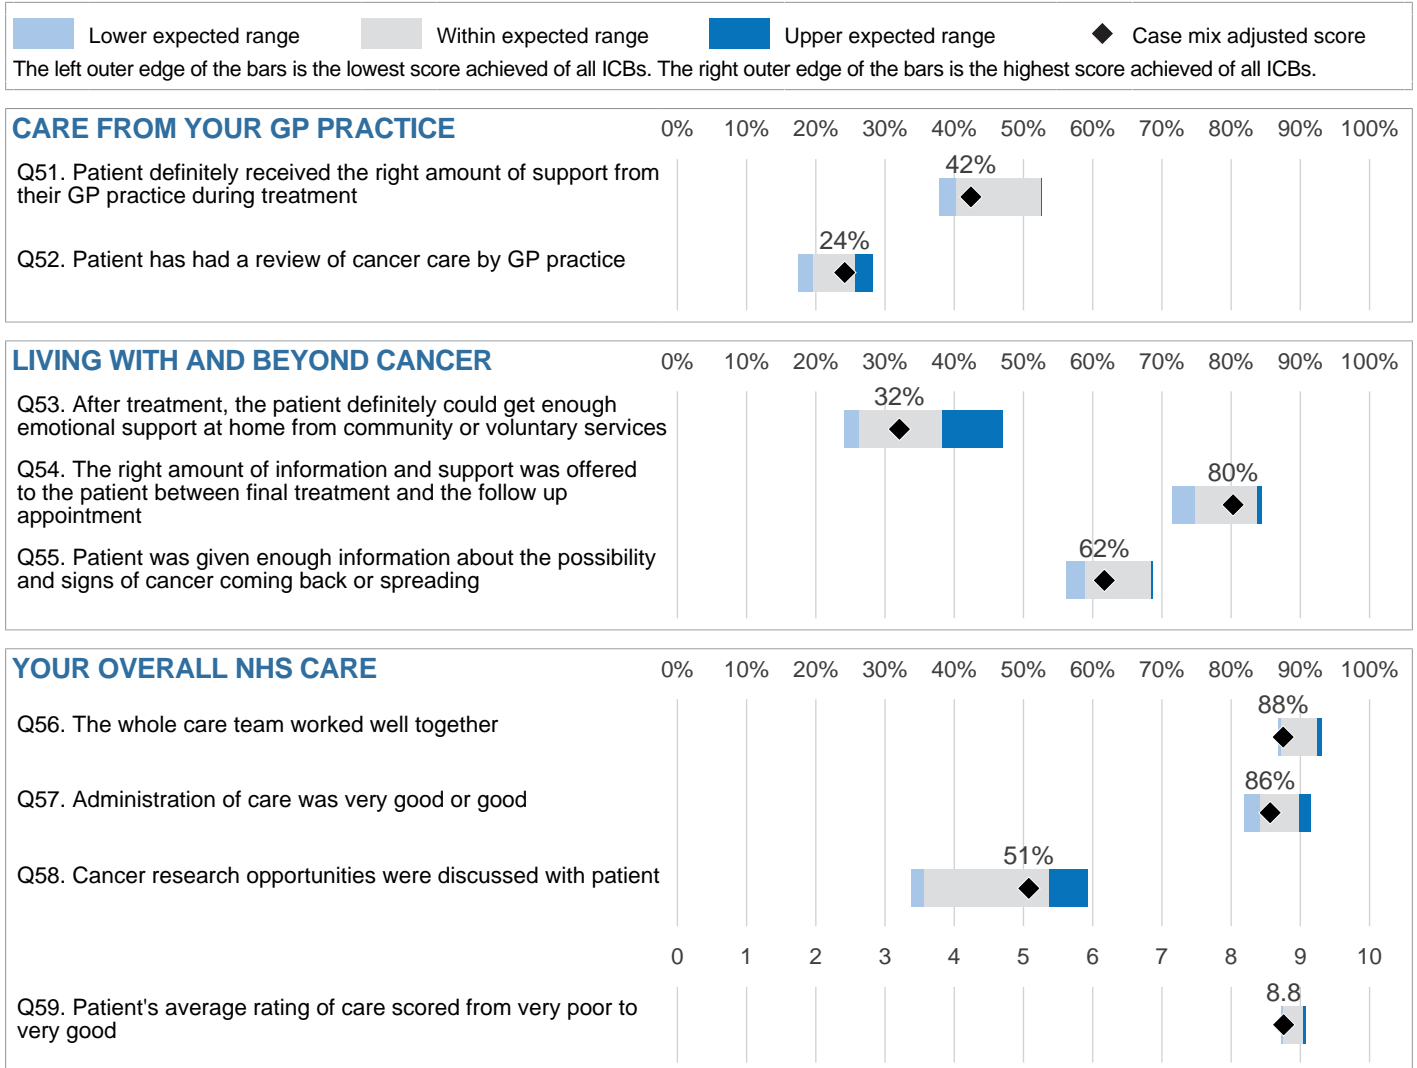 Lower expected range Within expected range Upper expected range Case mix adjusted score
The left outer edge of the bars is the lowest score achieved of all ICBs. The right outer edge of the bars is the highest score achieved of all ICBs.
CARE FROM YOUR GP PRACTICE 0% 10% 20% 30% 40% 50% 60% 70% 80% 90% 100%
42%
Q51. Patient definitely received the right amount of support from
their GP practice during treatment
24%
Q52. Patient has had a review of cancer care by GP practice
LIVING WITH AND BEYOND CANCER 0% 10% 20% 30% 40% 50% 60% 70% 80% 90% 100%
32%
Q53. After treatment, the patient definitely could get enough
emotional support at home from community or voluntary services
80%
Q54. The right amount of information and support was offered
to the patient between final treatment and the follow up
appointment
62%
Q55. Patient was given enough information about the possibility
and signs of cancer coming back or spreading
YOUR OVERALL NHS CARE 0% 10% 20% 30% 40% 50% 60% 70% 80% 90% 100%
88%
Q56. The whole care team worked well together
86%
Q57. Administration of care was very good or good
51%
Q58. Cancer research opportunities were discussed with patient
0 1 2 3 4 5 6 7 8 9 10
8.8
Q59. Patient's average rating of care scored from very poor to
very good